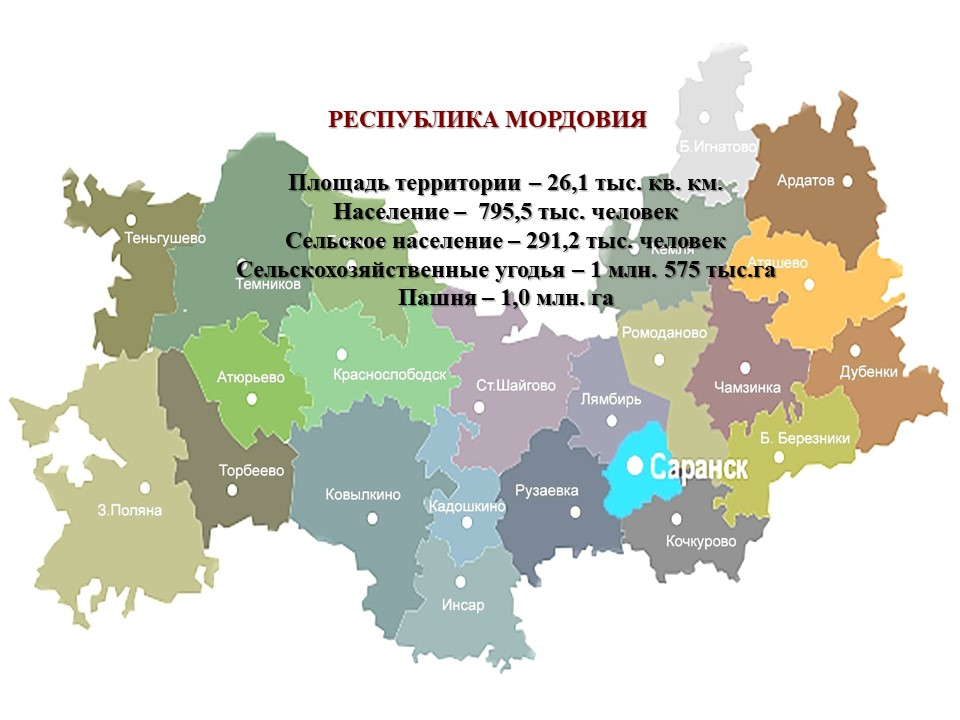 РЕСПУБЛИКА МОРДОВИЯ
Площадь территории – 26,1 тыс. кв. км.
Население – 795,5 тыс. человек
Сельское население – 291,2 тыс. человек
Сельскохозяйственные угодья – 1 млн. 575 тыс.га
Пашня – 1,0 млн. га
Б.Игнатово
Ардатов
Теньгушево
Кемля
Атяшево
Темников
Ромоданово
Дубенки
Атюрьево
Краснослободск
Ст.Шайгово
Чамзинка
Лямбирь
Б. Березники
Торбеево
Саранск
Ковылкино
Рузаевка
З.Поляна
Кадошкино
Кочкурово
Инсар